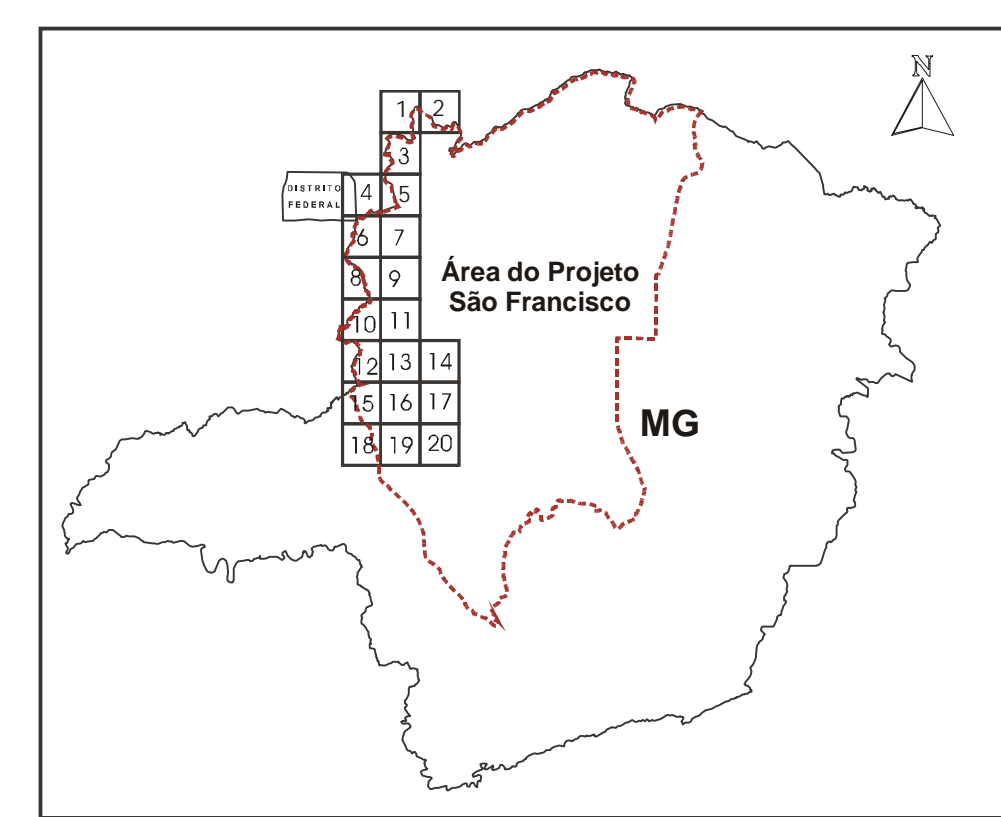 N
1 2
3
DISTRITO
FEDERAL
4 5
6 7
8 9
Área do Projeto
São Francisco
10 11
12 13 14
15 16 17
MG
18 19 20